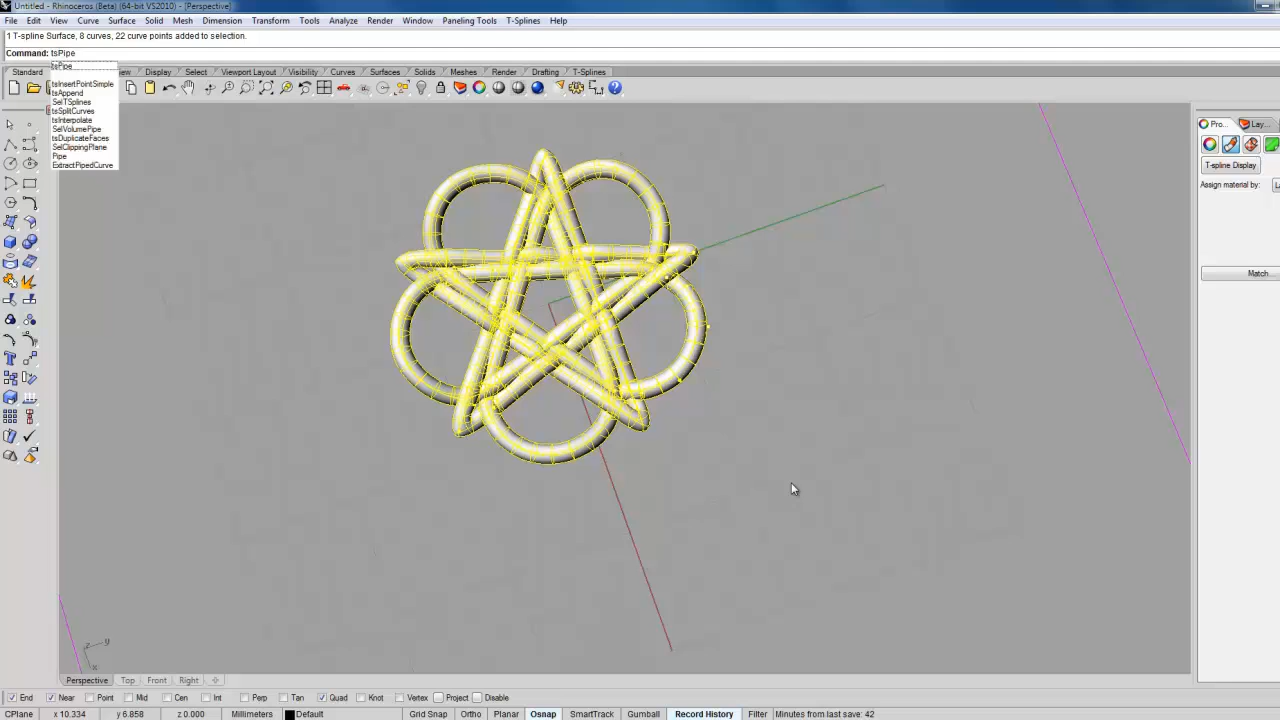 Untitled - Rhinoceros (Beta) (64-bit VS2010) - [Perspective]
File Edit View Curve Surface Solid Mesh Dimension Transform Tools Analyze Render Window Paneling Tools T-Splines Help
1 T-spline Surface, 8 curves, 22 curve points added to selection.
Command: tsPipe
tsPipe
Standard
iew Display Select Viewport Layout Visibility Curves Surfaces Solids Meshes Render Drafting T-Splines
tsInsertPointSimple
tsAppend
SelTSplines
tsSplitCurves
tsInterpolate
SelVolumePipe
tsDuplicateFaces
SelClippingPlane
Pipe
ExtractPipedCurve
Pro... Lay...
T-spline Display
Assign material by: La
Match...
z y
x
Perspective Top Front Right
End Near Point Mid Cen Int Perp Tan Quad Knot Vertex Project Disable
CPlane x 10.334 y 6.858 z 0.000 Millimeters Default Grid Snap Ortho Planar Osnap SmartTrack Gumball Record History Filter Minutes from last save: 42